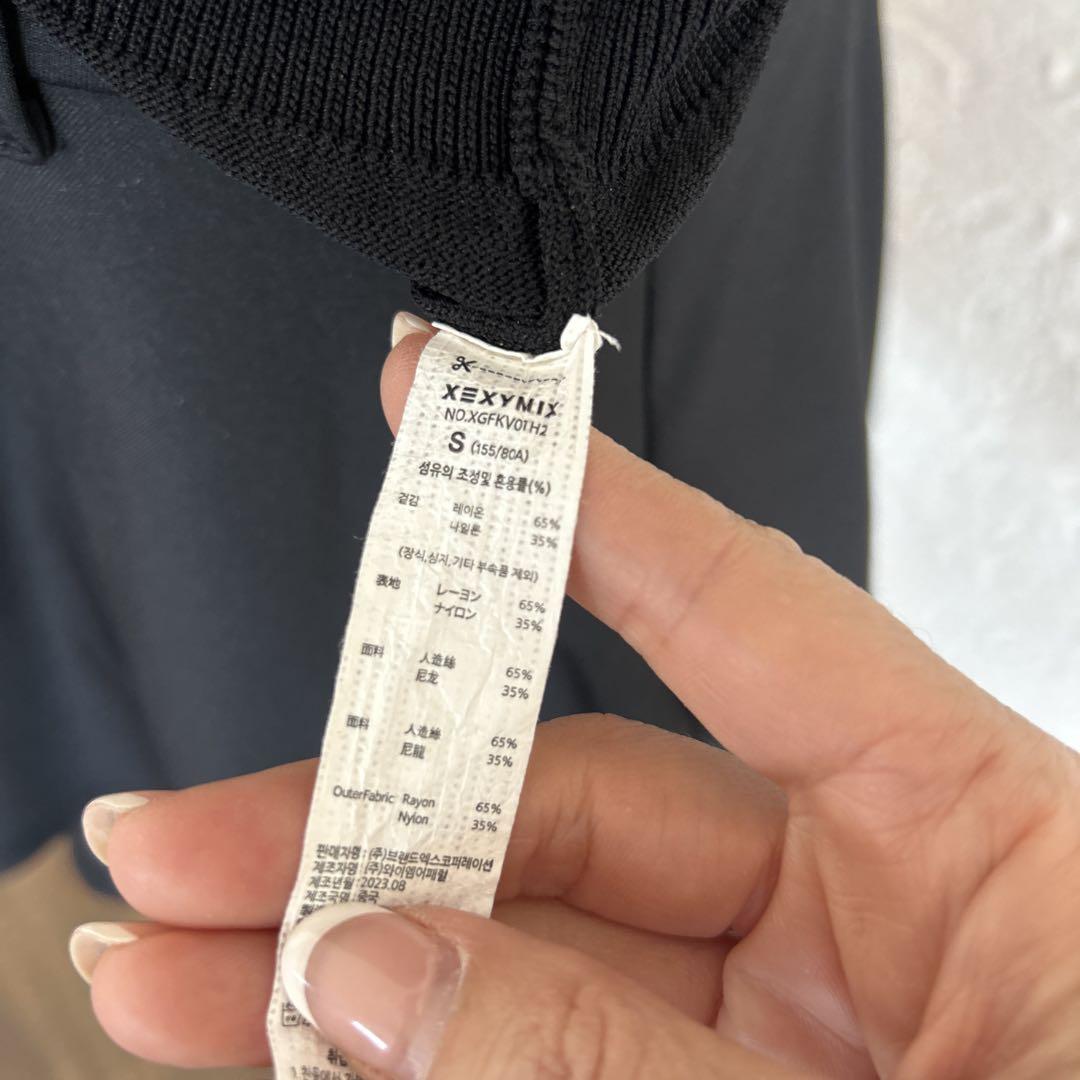 XEXYMIX
NO.XGFKV01H2
S (155/80A)
섬유의 조성및 혼용률(%)
겉감 레이온 65%
나일론 35%
(장식,심지,기타 부속품 제외)
表地 レーヨン 65%
ナイロン 35%
面料 人造絲 65%
尼龙 35%
面料 人造絲 65%
尼龍 35%
OuterFabric Rayon 65%
Nylon 35%
판매자명 : (주)브랜드엑스코퍼레이션
제조자명 : (주)와이엠어패럴
제조년월 : 2023.08
제조국명 : 중국